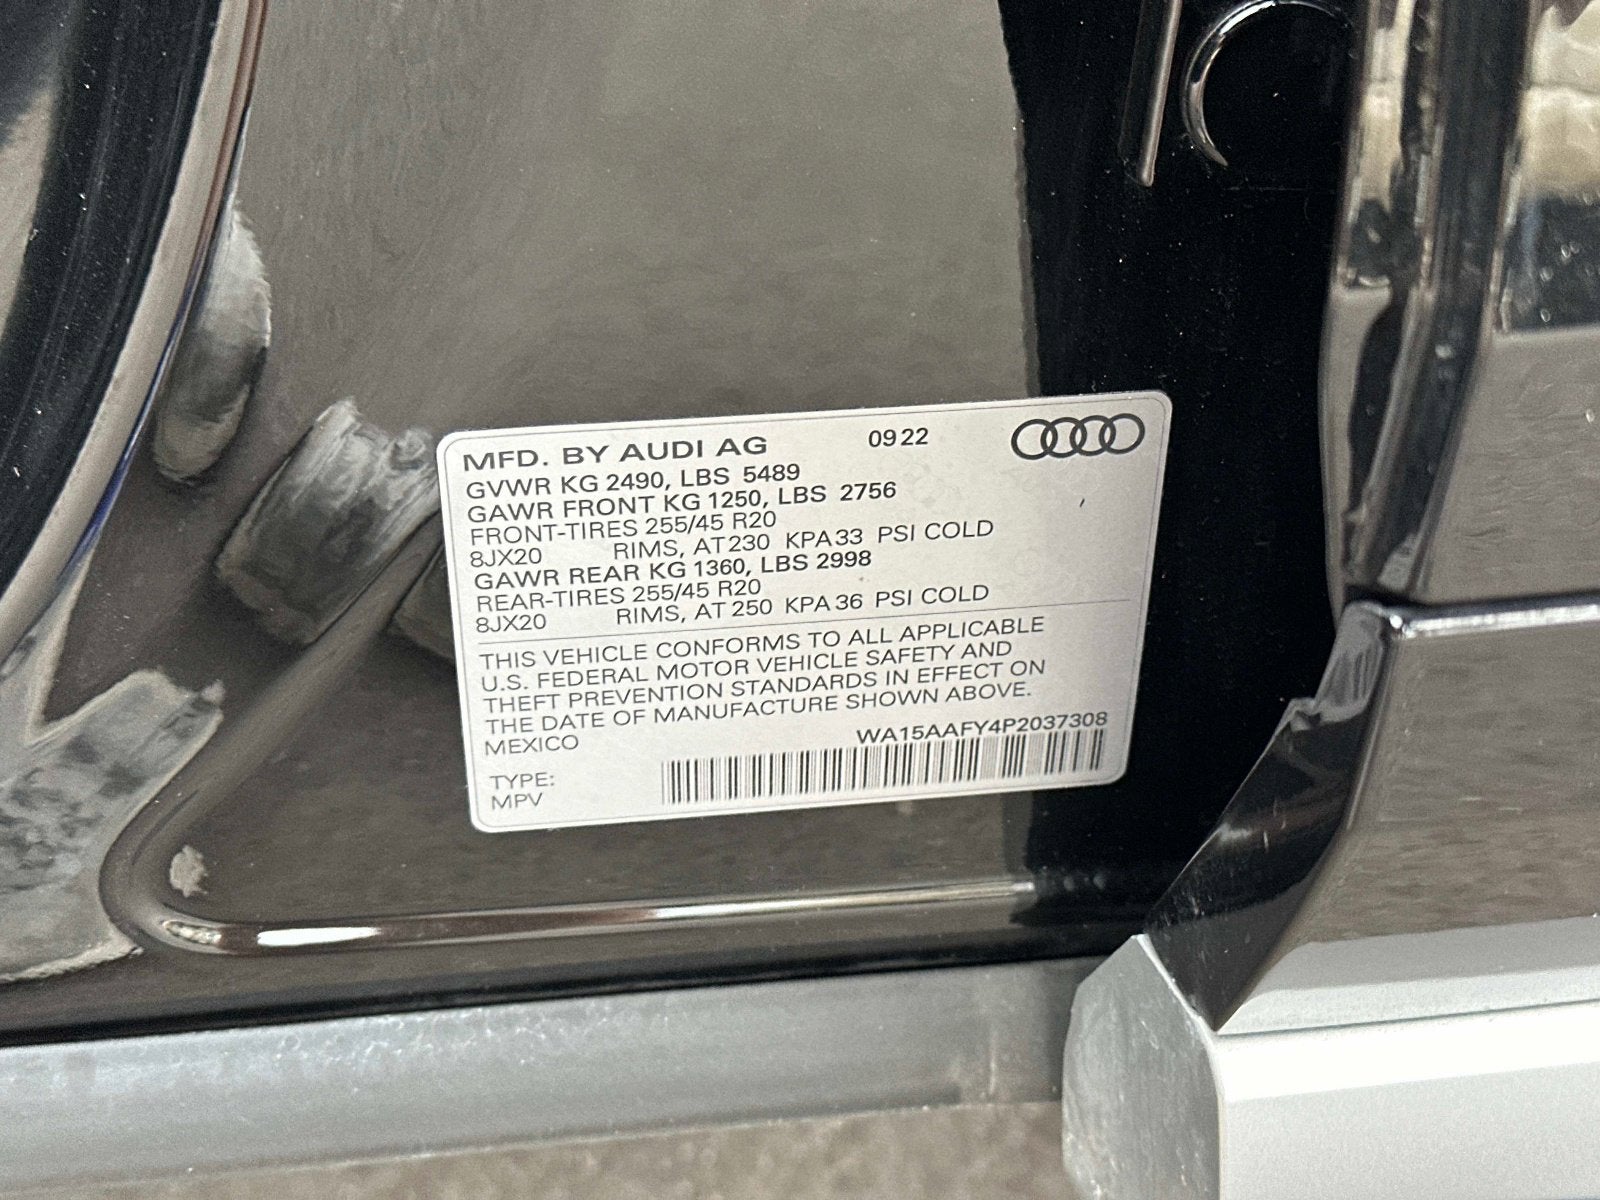 MFD. BY AUDI AG 09 22
GVWR KG 2490, LBS 5489
GAWR FRONT KG 1250, LBS 2756
FRONT-TIRES 255/45 R20
8JX20 RIMS, AT 230 KPA 33 PSI COLD
GAWR REAR KG 1360, LBS 2998
REAR-TIRES 255/45 R20
8JX20 RIMS, AT 250 KPA 36 PSI COLD
THIS VEHICLE CONFORMS TO ALL APPLICABLE
U.S. FEDERAL MOTOR VEHICLE SAFETY AND
THEFT PREVENTION STANDARDS IN EFFECT ON
THE DATE OF MANUFACTURE SHOWN ABOVE.
MEXICO WA15AAFY4P2037308
TYPE:
MPV